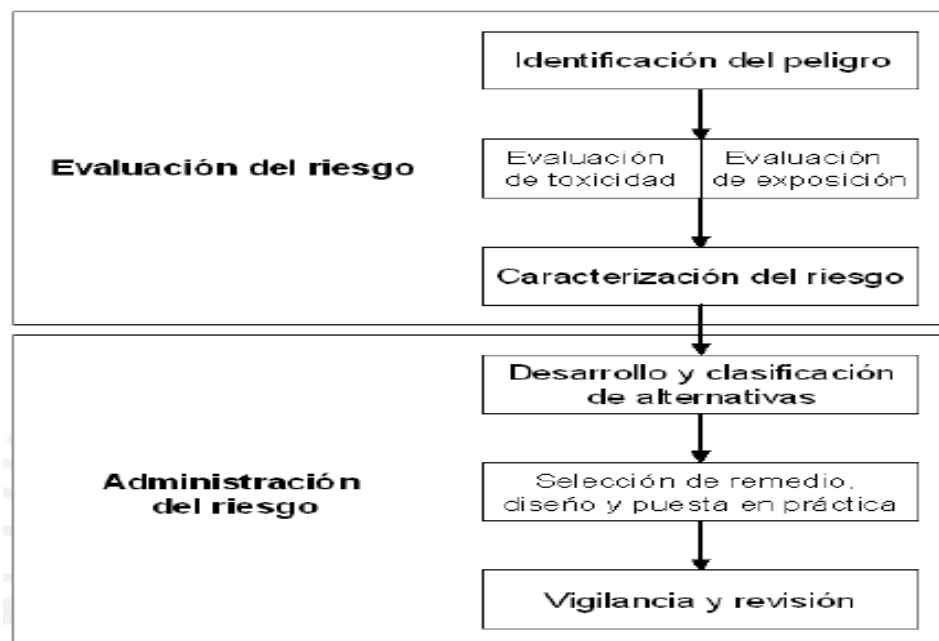 Identificación del peligro
Evaluación del riesgo
Evaluación
de toxicidad
Evaluación
de exposición
Caracterización del riesgo
Desarrollo y clasificación
de alternativas
Administración
del riesgo
Selección de remedio,
diseño y puesta en práctica
Vigilancia y revisión